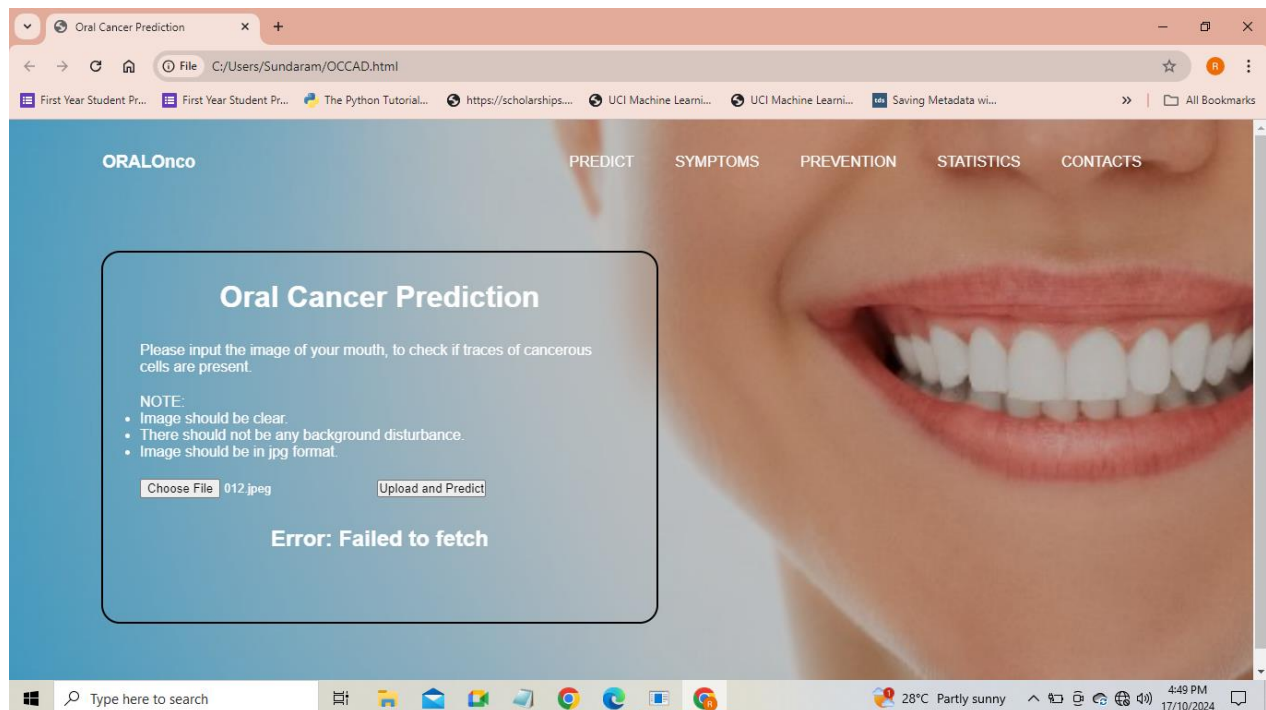 Oral Cancer Prediction
File C:/Users/Sundaram/OCCAD.html
R
First Year Student Pr... First Year Student Pr... The Python Tutorial... https://scholarships.... UCI Machine Learni... UCI Machine Learni... tds Saving Metadata wi... » All Bookmarks
ORALOnco PREDICT SYMPTOMS PREVENTION STATISTICS CONTACTS
Oral Cancer Prediction
Please input the image of your mouth, to check if traces of cancerous
cells are present.
NOTE:
• Image should be clear.
• There should not be any background disturbance.
• Image should be in jpg format.
Choose File 012.jpeg Upload and Predict
Error: Failed to fetch
Type here to search 28°C Partly sunny 4:49 PM
17/10/2024